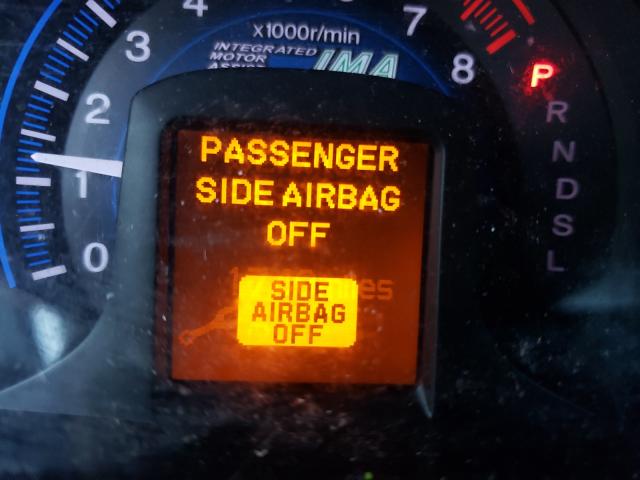 4
x1000r/min
7
3
INTEGRATED
MOTOR
ASSIST
IMA
8
P
2
R
PASSENGER
N
SIDE AIRBAG
1
D
OFF
S
0
L
SIDE
AIRBAG
OFF